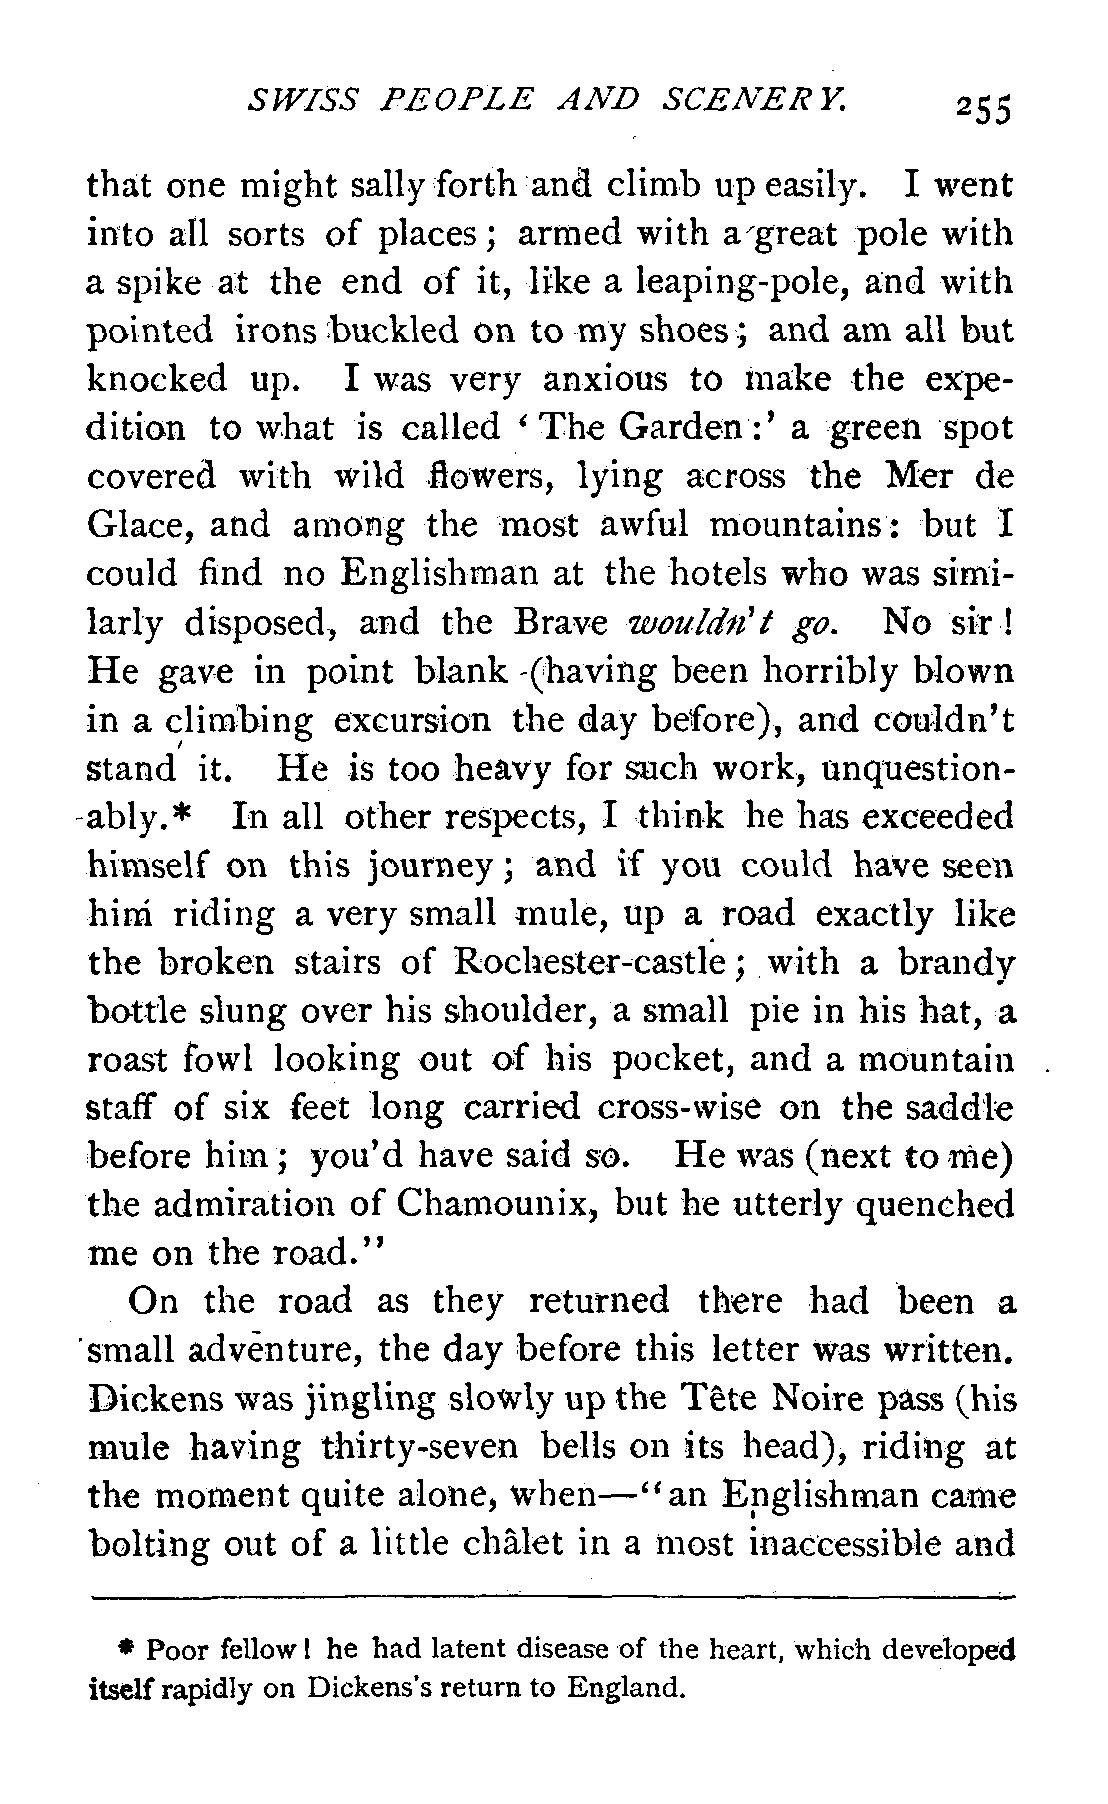 SWISS PEOPLE AND SCENERY. 255
that one might sally forth and climb up easily. I went
into all sorts of places; armed with a great pole with
a spike at the end of it, like a leaping-pole, and with
pointed irons buckled on to my shoes; and am all but
knocked up. I was very anxious to make the expe-
dition to what is called ‘The Garden:’ a green spot
covered with wild flowers, lying across the Mer de
Glace, and among the most awful mountains: but I
could find no Englishman at the hotels who was simi-
larly disposed, and the Brave wouldn't go. No sir!
He gave in point blank (having been horribly blown
in a climbing excursion the day before), and couldn't
stand it. He is too heavy for such work, unquestion-
ably.* In all other respects, I think he has exceeded
himself on this journey; and if you could have seen
him riding a very small mule, up a road exactly like
the broken stairs of Rochester-castle; with a brandy
bottle slung over his shoulder, a small pie in his hat, a
roast fowl looking out of his pocket, and a mountain
staff of six feet long carried cross-wise on the saddle
before him; you'd have said so. He was (next to me)
the admiration of Chamounix, but he utterly quenched
me on the road.”
On the road as they returned there had been a
small adventure, the day before this letter was written.
Dickens was jingling slowly up the Tête Noire pass (his
mule having thirty-seven bells on its head), riding at
the moment quite alone, when—“an Englishman came
bolting out of a little châlet in a most inaccessible and
* Poor fellow! he had latent disease of the heart, which developed
itself rapidly on Dickens's return to England.